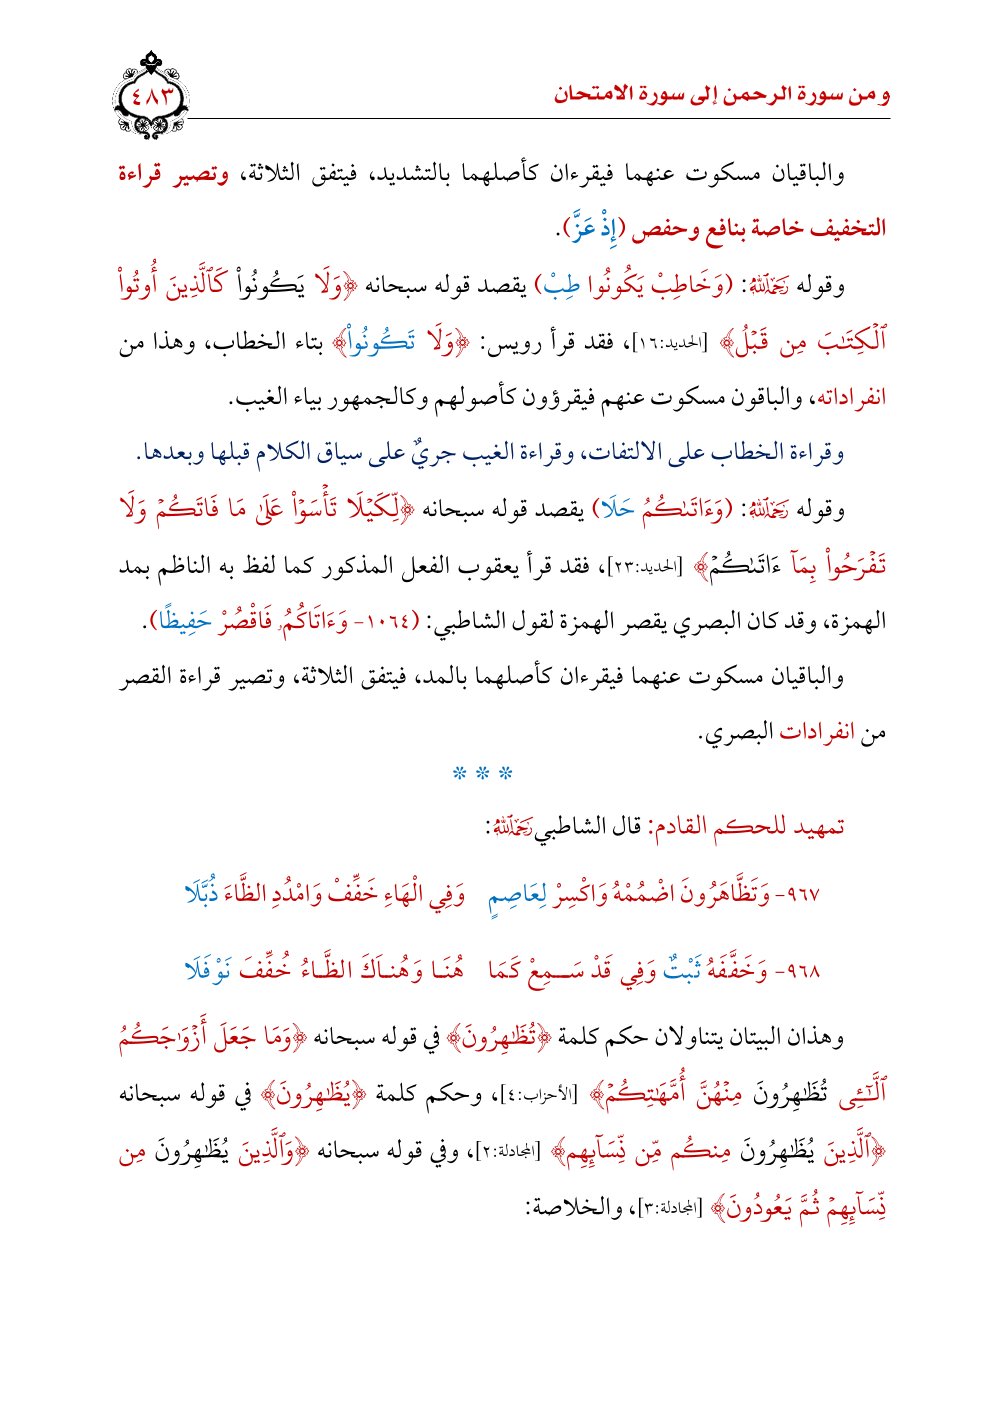 ومن سورة الرحمن إلى سورة الامتحان
٤٨٣
والباقيان مسكوت عنهما فيقرءان كأصلهما بالتشديد، فيتفق الثلاثة، وتصير قراءة
التخفيف خاصة بنافع وحفص (إِذْ عَزَّ).
وقوله رَحِمَهُ اللَّهُ: (وَخَاطِبْ يَكُونُوا طِبْ) يقصد قوله سبحانه ﴿وَلَا يَكُونُوا۟ كَٱلَّذِينَ أُوتُوا۟
ٱلْكِتَـٰبَ مِن قَبْلُ﴾ [الحديد:١٦]، فقد قرأ رويس: ﴿وَلَا تَكُونُوا۟﴾ بتاء الخطاب، وهذا من
انفراداته، والباقون مسكوت عنهم فيقرؤون كأصولهم وكالجمهور بياء الغيب.
وقراءة الخطاب على الالتفات، وقراءة الغيب جريٌ على سياق الكلام قبلها وبعدها.
وقوله رَحِمَهُ اللَّهُ: (وَءَاتَىٰكُمُ حَلَا) يقصد قوله سبحانه ﴿لِّكَيْلَا تَأْسَوْا۟ عَلَىٰ مَا فَاتَكُمْ وَلَا
تَفْرَحُوا۟ بِمَآ ءَاتَىٰكُمْ﴾ [الحديد:٢٣]، فقد قرأ يعقوب الفعل المذكور كما لفظ به الناظم بمد
الهمزة، وقد كان البصري يقصر الهمزة لقول الشاطبي: (١٠٦٤- وَءَاتَاكُمُۥ فَاقْصُرْ حَفِيظًا).
والباقيان مسكوت عنهما فيقرءان كأصلهما بالمد، فيتفق الثلاثة، وتصير قراءة القصر
من انفرادات البصري.
* * *
تمهيد للحكم القادم: قال الشاطبي رَحِمَهُ اللَّهُ:
٩٦٧- وَتَظَّاهَرُونَ اضْمُمْهُ وَاكْسِرْ لِعَاصِمٍ وَفِي الْهَاءِ خَفِّفْ وَامْدُدِ الظَّاءَ ذُبَّلَا
٩٦٨- وَخَفَّفَهُ ثَبْتٌ وَفِي قَدْ سَـمِعْ كَمَا هُنَـا وَهُنـاَكَ الظَّـاءُ خُفِّفَ نَوْفَلَا
وهذان البيتان يتناولان حكم كلمة ﴿تُظَـٰهِرُونَ﴾ في قوله سبحانه ﴿وَمَا جَعَلَ أَزْوَٰجَكُمُ
ٱلَّـٰٓـِٔى تُظَـٰهِرُونَ مِنْهُنَّ أُمَّهَـٰتِكُمْ﴾ [الأحزاب:٤]، وحكم كلمة ﴿يُظَـٰهِرُونَ﴾ في قوله سبحانه
﴿ٱلَّذِينَ يُظَـٰهِرُونَ مِنكُم مِّن نِّسَآئِهِم﴾ [المجادلة:٢]، وفي قوله سبحانه ﴿وَٱلَّذِينَ يُظَـٰهِرُونَ مِن
نِّسَآئِهِمْ ثُمَّ يَعُودُونَ﴾ [المجادلة:٣]، والخلاصة: